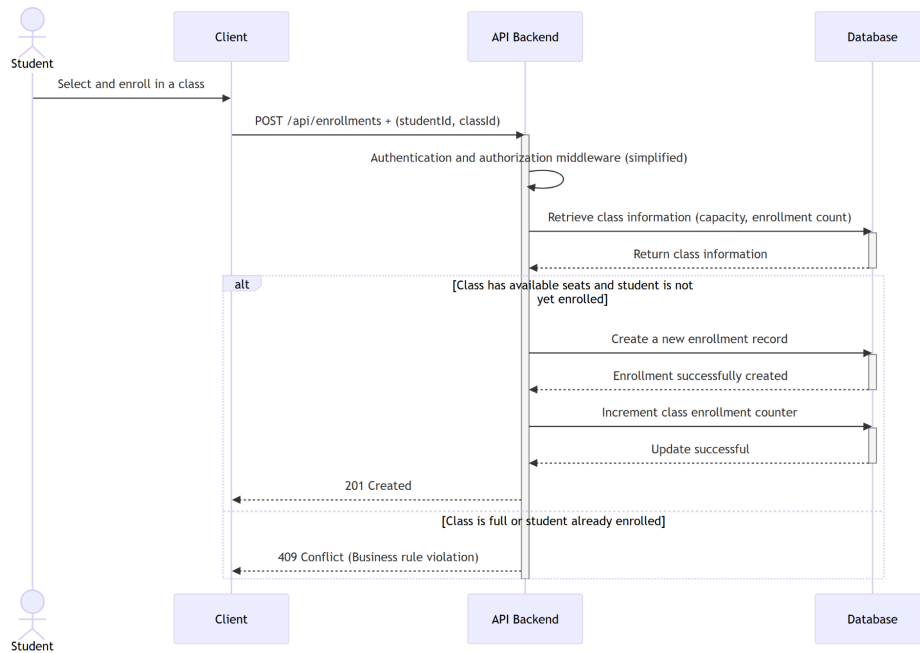 Client
API Backend
Database
Student
Select and enroll in a class
POST /api/enrollments + (studentId, classId)
Authentication and authorization middleware (simplified)
Retrieve class information (capacity, enrollment count)
Return class information
alt
[Class has available seats and student is not
yet enrolled]
Create a new enrollment record
Enrollment successfully created
Increment class enrollment counter
Update successful
201 Created
[Class is full or student already enrolled]
409 Conflict (Business rule violation)
Client
API Backend
Database
Student